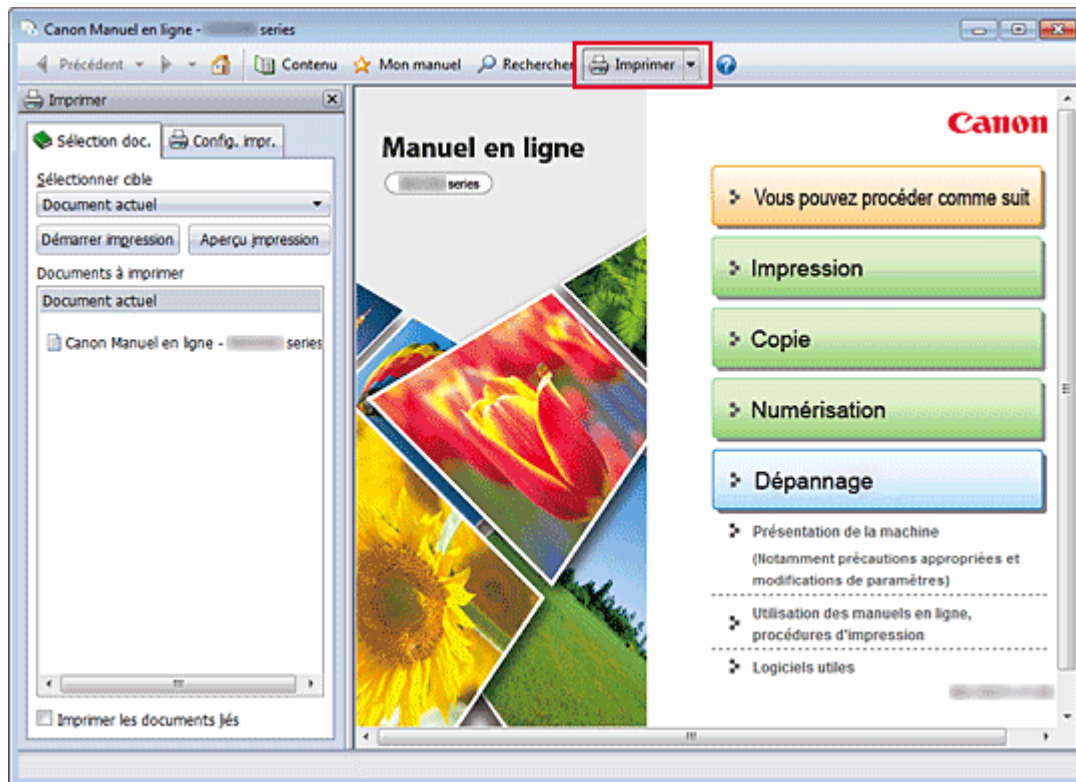 Canon Manuel en ligne - series
Précédent Contenu Mon manuel Rechercher Imprimer
Imprimer
Sélection doc. Config. impr.
Sélectionner cible
Document actuel
Démarrer impression Aperçu impression
Documents à imprimer
Document actuel
Canon Manuel en ligne - series
Imprimer les documents liés
Canon
Manuel en ligne
series
Vous pouvez procéder comme suit
Impression
Copie
Numérisation
Dépannage
Présentation de la machine
(Notamment précautions appropriées et
modifications de paramètres)
Utilisation des manuels en ligne,
procédures d'impression
Logiciels utiles